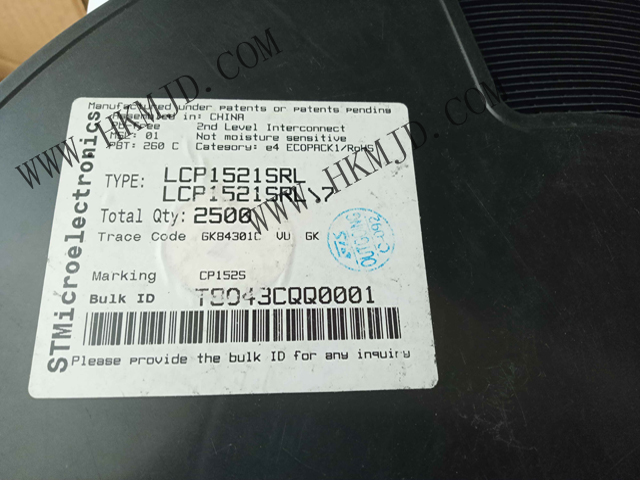 Manufactured under patents or patents pending
Assembled in: CHINA
2nd Level Interconnect
MSL: 01 Not moisture sensitive
PBT: 260 C Category: e4 ECOPACK1/RoHS
TYPE: LCP1521SRL
LCP1521SRL
Total Qty: 2500
Trace Code VU GK
Marking CP152S
Bulk ID
Please provide the bulk ID for any inquiry
STMicroelectronics
WWW.HKMJD.COM
WWW.HKMJD.COM